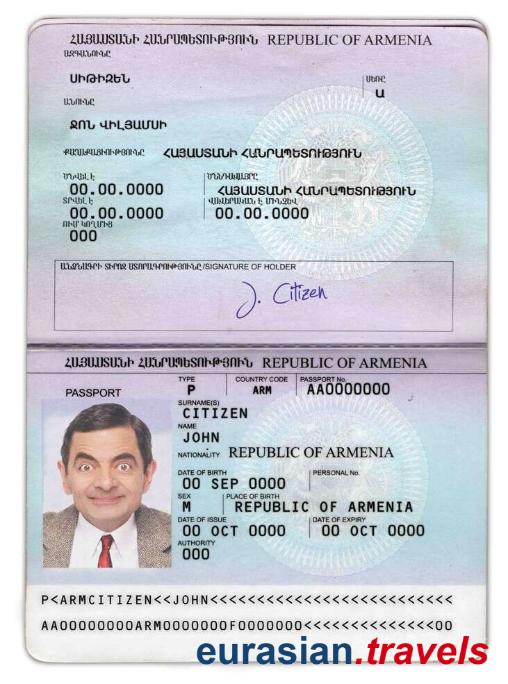 ՀԱՅԱՍՏԱՆԻ ՀԱՆՐԱՊԵՏՈՒԹՅՈՒՆ REPUBLIC OF ARMENIA
ԱԶԳԱՆՈՒՆԸ
ՍԻԹԻԶԵՆ
ՍԵՌԸ
Ա
ԱՆՈՒՆԸ
ՋՈՆ ՎԻԼՅԱՄՍԻ
ՔԱՂԱՔԱՑԻՈՒԹՅՈՒՆԸ ՀԱՅԱՍՏԱՆԻ ՀԱՆՐԱՊԵՏՈՒԹՅՈՒՆ
ԾՆՎԵԼ Է ԾՆՆԴԱՎԱՅՐԸ
00.00.0000 ՀԱՅԱՍՏԱՆԻ ՀԱՆՐԱՊԵՏՈՒԹՅՈՒՆ
ՏՐՎԵԼ Է ՎԱՎԵՐԱԿԱՆ Է ՄԻՆՉԵՎ
00.00.0000 00.00.0000
ՈՒՄ ԿՈՂՄԻՑ
000
ԱՆՁՆԱԳՐԻ ՏԻՐՈՋ ՍՏՈՐԱԳՐՈՒԹՅՈՒՆԸ/SIGNATURE OF HOLDER
J. Citizen
ՀԱՅԱՍՏԱՆԻ ՀԱՆՐԱՊԵՏՈՒԹՅՈՒՆ REPUBLIC OF ARMENIA
PASSPORT
TYPE COUNTRY CODE PASSPORT No.
P ARM AA0000000
SURNAME(S)
CITIZEN
NAME
JOHN
NATIONALITY REPUBLIC OF ARMENIA
DATE OF BIRTH PERSONAL No.
00 SEP 0000
SEX PLACE OF BIRTH
M REPUBLIC OF ARMENIA
DATE OF ISSUE DATE OF EXPIRY
00 OCT 0000 00 OCT 0000
AUTHORITY
000
P<ARMCITIZEN<<JOHN<<<<<<<<<<<<<<<<<<<<<<<<<<
AA00000000ARM0000000F0000000<<<<<<<<<<<<<<00
eurasian.travels